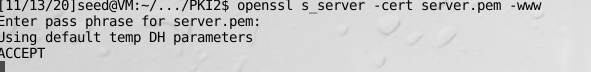 [11/13/20]seed@VM:~/.../PKI2$ openssl s_server -cert server.pem -www
Enter pass phrase for server.pem:
Using default temp DH parameters
ACCEPT